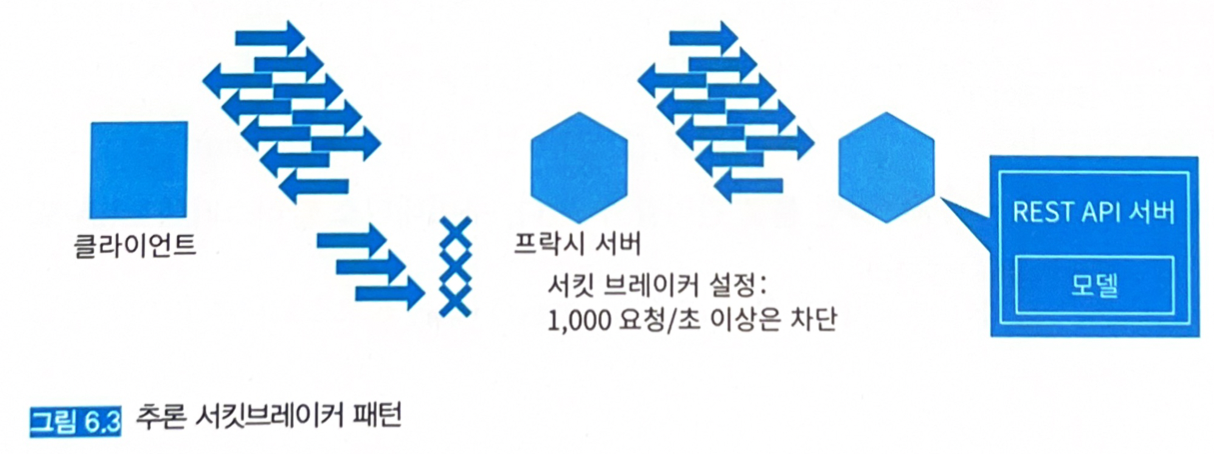 클라이언트
프락시 서버
서킷 브레이커 설정:
1,000 요청/초 이상은 차단
REST API 서버
모델
그림 6.3 추론 서킷브레이커 패턴